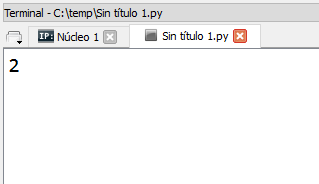 Terminal - C:\temp\Sin título 1.py
IP: Núcleo 1 Sin título 1.py
2